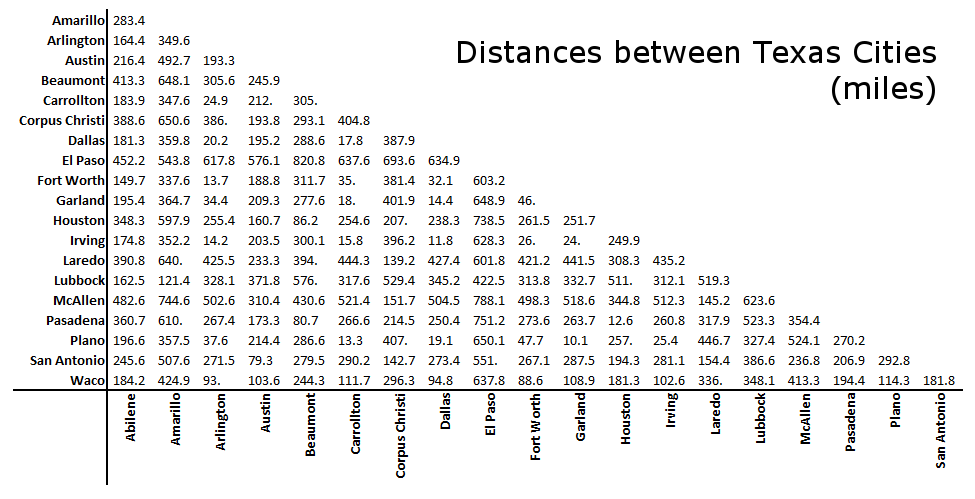 Distances between Texas Cities
(miles)
Amarillo 283.4
Arlington 164.4 349.6
Austin 216.4 492.7 193.3
Beaumont 413.3 648.1 305.6 245.9
Carrollton 183.9 347.6 24.9 212. 305.
Corpus Christi 388.6 650.6 386. 193.8 293.1 404.8
Dallas 181.3 359.8 20.2 195.2 288.6 17.8 387.9
El Paso 452.2 543.8 617.8 576.1 820.8 637.6 693.6 634.9
Fort Worth 149.7 337.6 13.7 188.8 311.7 35. 381.4 32.1 603.2
Garland 195.4 364.7 34.4 209.3 277.6 18. 401.9 14.4 648.9 46.
Houston 348.3 597.9 255.4 160.7 86.2 254.6 207. 238.3 738.5 261.5 251.7
Irving 174.8 352.2 14.2 203.5 300.1 15.8 396.2 11.8 628.3 26. 24. 249.9
Laredo 390.8 640. 425.5 233.3 394. 444.3 139.2 427.4 601.8 421.2 441.5 308.3 435.2
Lubbock 162.5 121.4 328.1 371.8 576. 317.6 529.4 345.2 422.5 313.8 332.7 511. 312.1 519.3
McAllen 482.6 744.6 502.6 310.4 430.6 521.4 151.7 504.5 788.1 498.3 518.6 344.8 512.3 145.2 623.6
Pasadena 360.7 610. 267.4 173.3 80.7 266.6 214.5 250.4 751.2 273.6 263.7 12.6 260.8 317.9 523.3 354.4
Plano 196.6 357.5 37.6 214.4 286.6 13.3 407. 19.1 650.1 47.7 10.1 257. 25.4 446.7 327.4 524.1 270.2
San Antonio 245.6 507.6 271.5 79.3 279.5 290.2 142.7 273.4 551. 267.1 287.5 194.3 281.1 154.4 386.6 236.8 206.9 292.8
Waco 184.2 424.9 93. 103.6 244.3 111.7 296.3 94.8 637.8 88.6 108.9 181.3 102.6 336. 348.1 413.3 194.4 114.3 181.8
Abilene Amarillo Arlington Austin Beaumont Carrollton Corpus Christi Dallas El Paso Fort Worth Garland Houston Irving Laredo Lubbock McAllen Pasadena Plano San Antonio